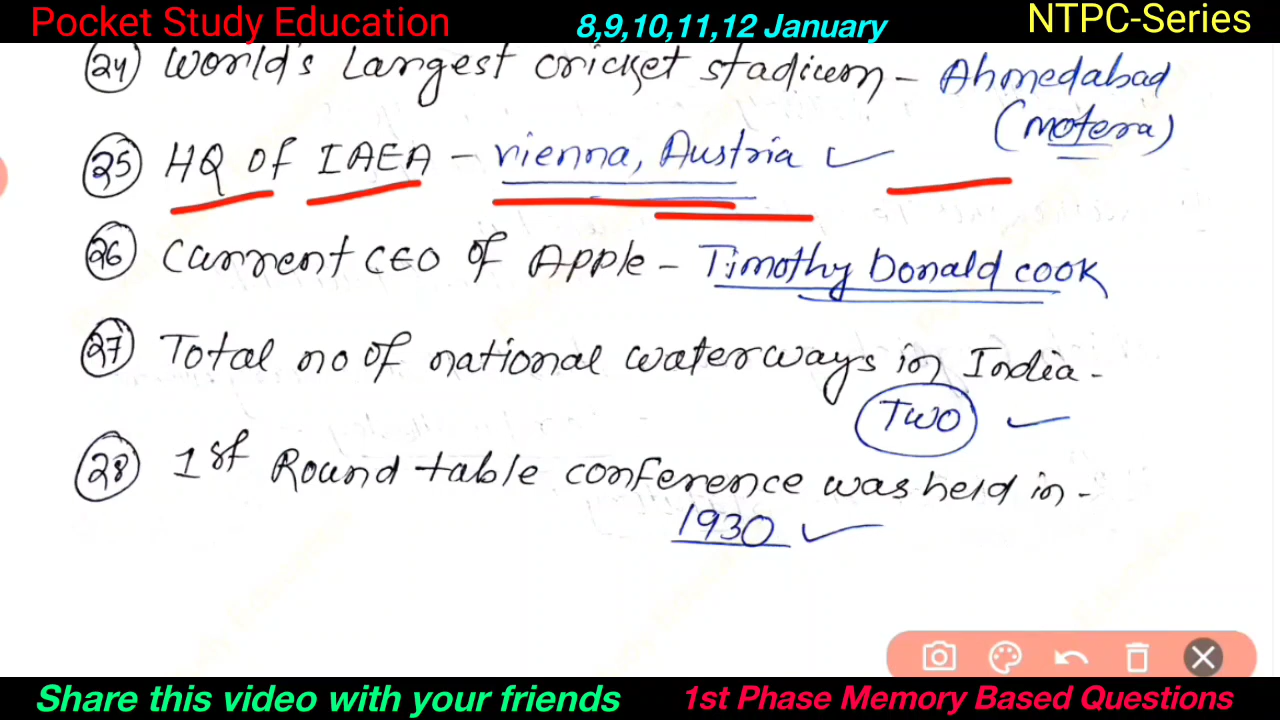 Pocket Study Education
8,9,10,11,12 January
NTPC-Series
(24) World's Largest cricket stadium - Ahmedabad
(Motera)
(25) HQ of IAEA - vienna, Austria
(26) Current CEO of Apple - Timothy Donald cook
(27) Total no of national waterways in India -
Two
(28) 1st Round table conference was held in -
1930
Share this video with your friends
1st Phase Memory Based Questions